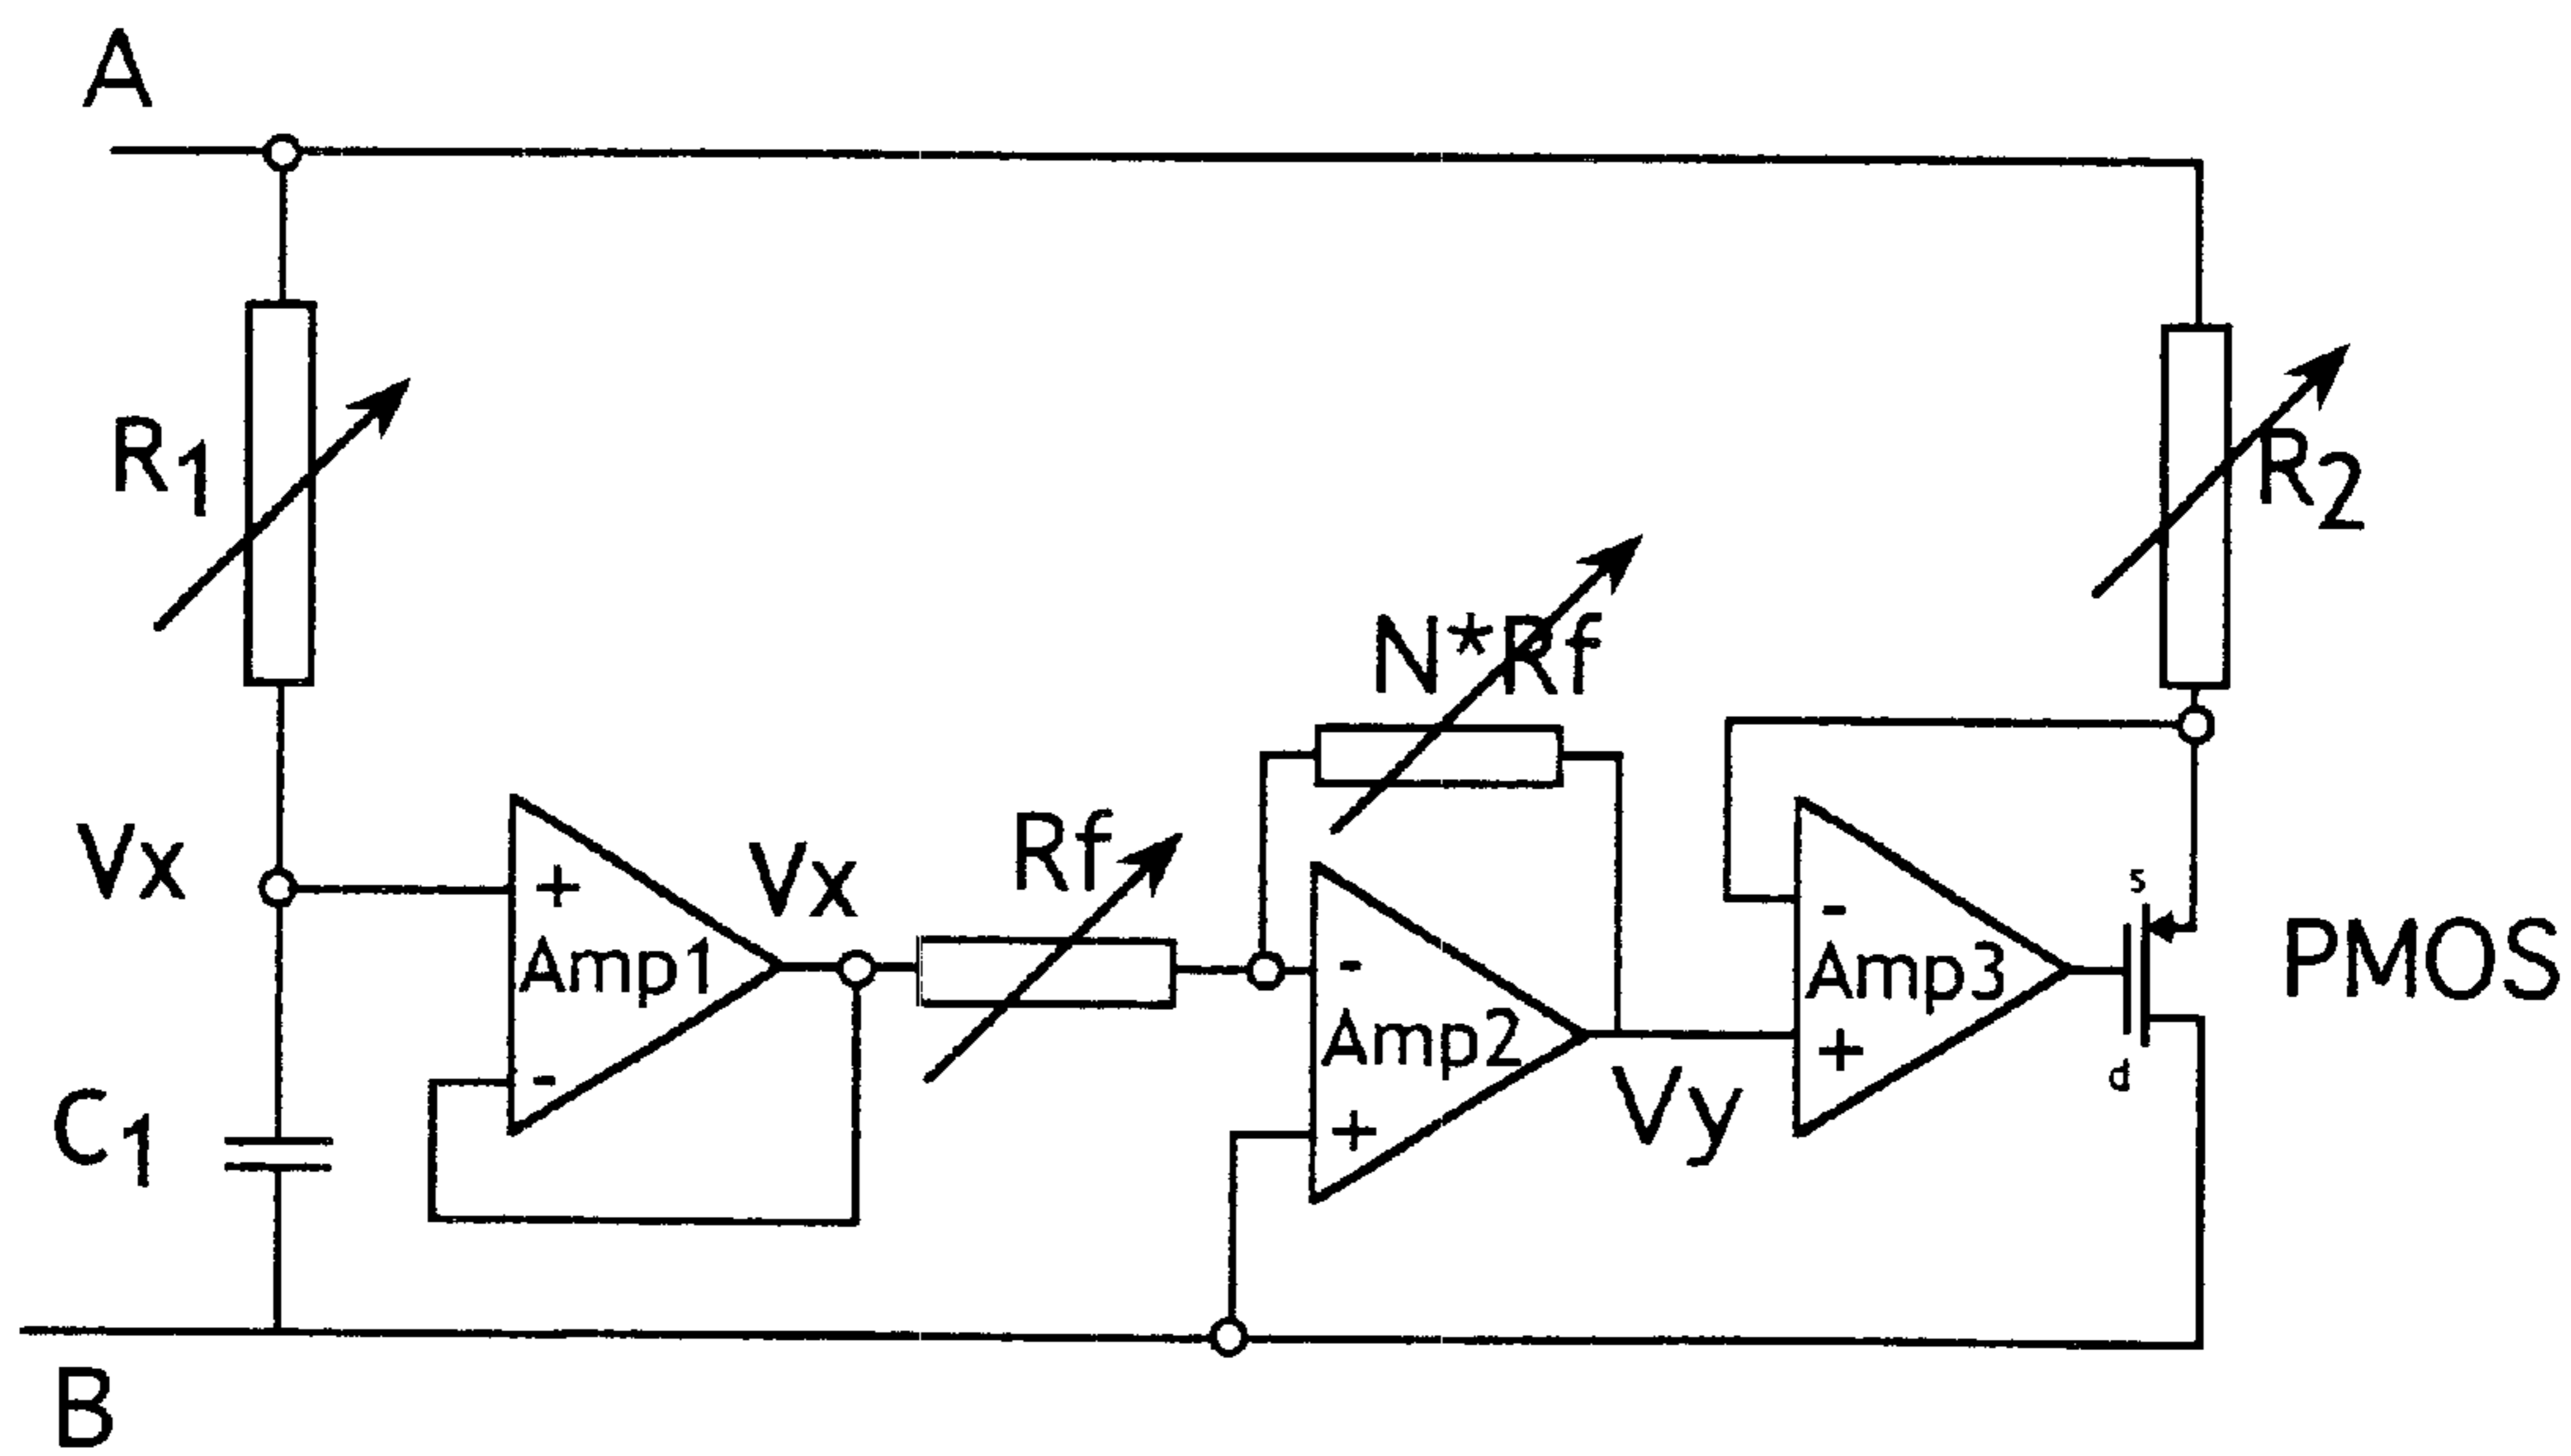 A
R1
R2
N*Rf
Vx
Vx
Rf
+
Amp1
-
-
Amp2
+
Vy
-
Amp3
+
s
d
PMOS
C1
B